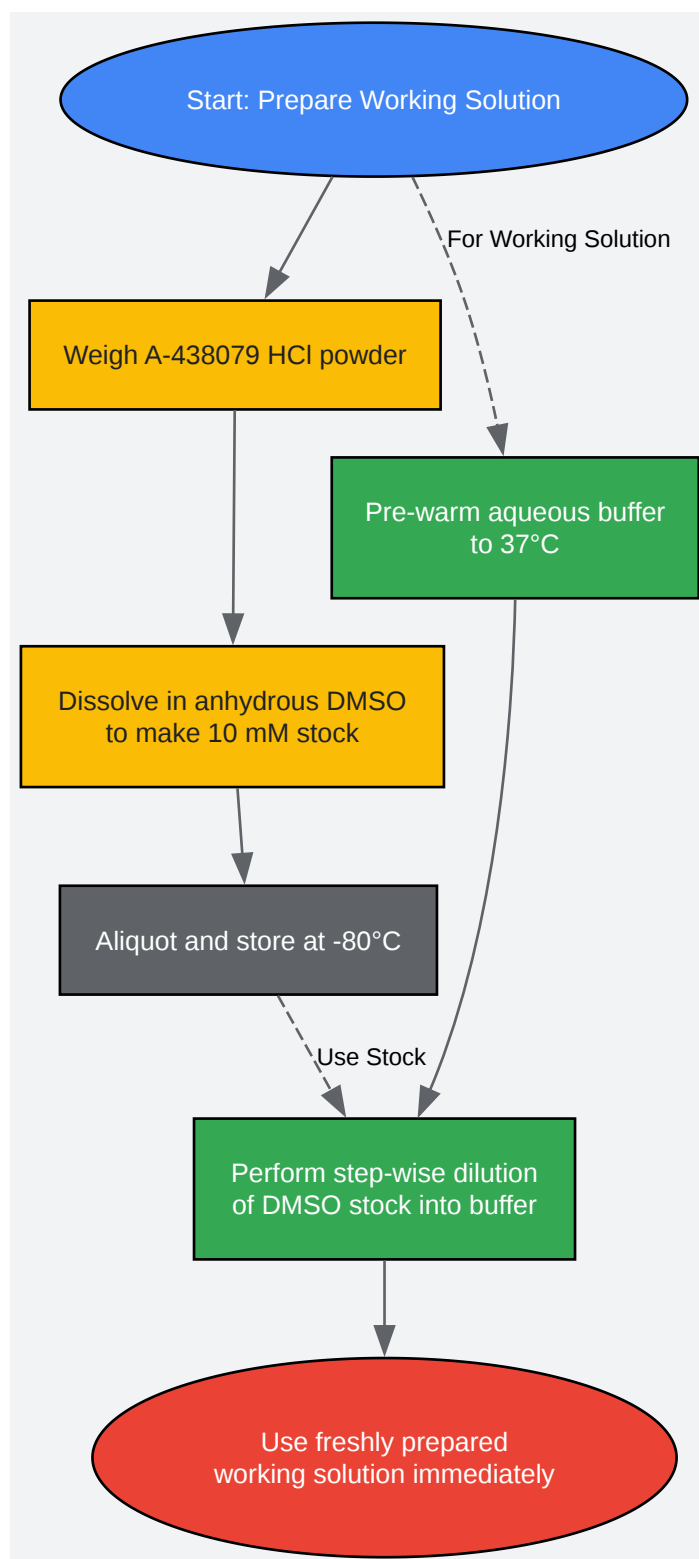 Start: Prepare Working Solution
For Working Solution
Weigh A-438079 HCl powder
Pre-warm aqueous buffer
to 37°C
Dissolve in anhydrous DMSO
to make 10 mM stock
Aliquot and store at -80°C
Use Stock
Perform step-wise dilution
of DMSO stock into buffer
Use freshly prepared
working solution immediately